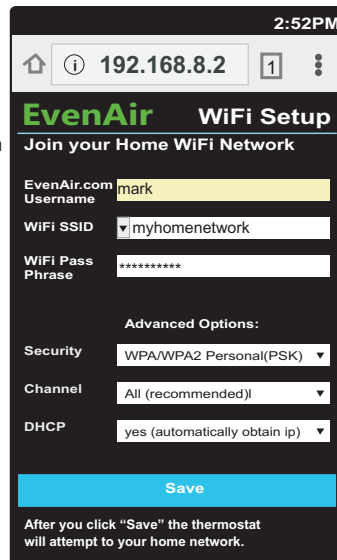 2:52PM
192.168.8.2 1
EvenAir WiFi Setup
Join your Home WiFi Network
EvenAir.com
Username
mark
WiFi SSID
myhomenetwork
WiFi Pass
Phrase
**********
Advanced Options:
Security WPA/WPA2 Personal(PSK)
Channel All (recommended)l
DHCP yes (automatically obtain ip)
Save
After you click “Save” the thermostat
will attempt to your home network.